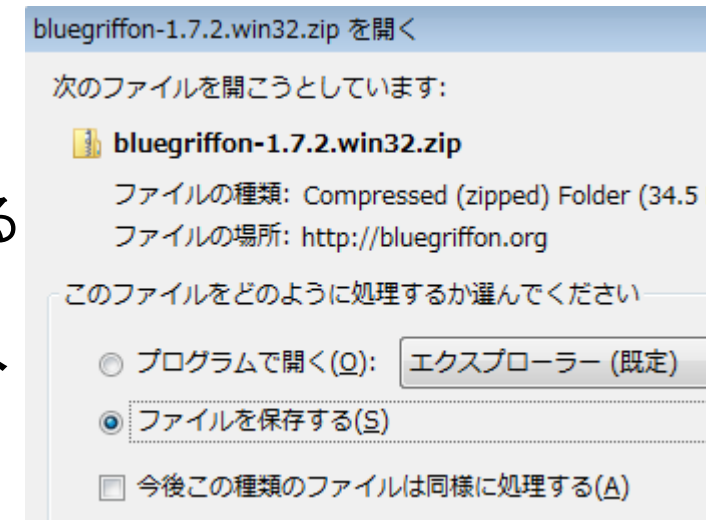 bluegriffon-1.7.2.win32.zip を開く
次のファイルを開こうとしています:
bluegriffon-1.7.2.win32.zip
ファイルの種類: Compressed (zipped) Folder (34.5
る
ファイルの場所: http://bluegriffon.org
このファイルをどのように処理するか選んでください
プログラムで開く(O): エクスプローラー (既定)
ファイルを保存する(S)
今後この種類のファイルは同様に処理する(A)